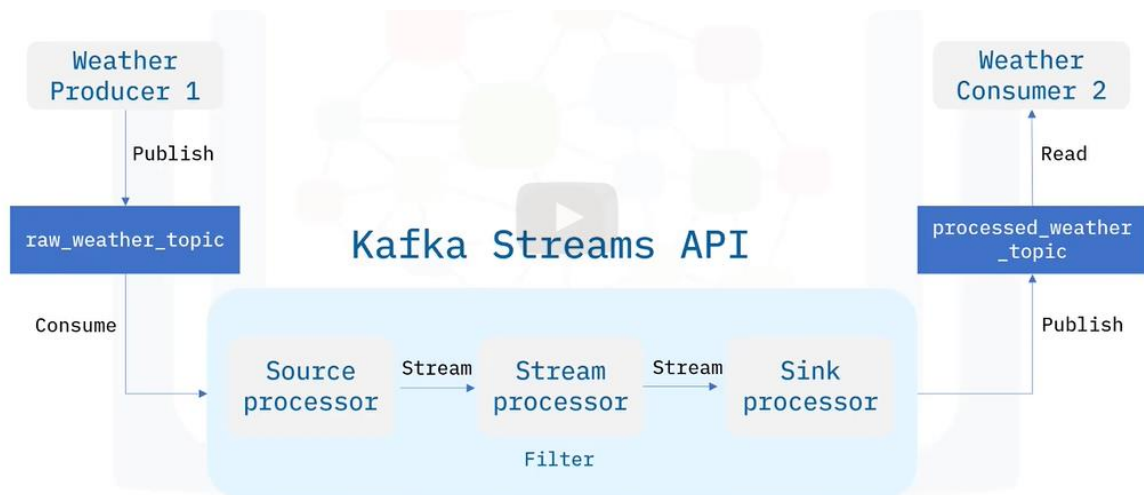 Weather
Producer 1
Weather
Consumer 2
Publish
Read
raw_weather_topic
processed_weather
_topic
Kafka Streams API
Consume
Publish
Source
processor
Stream
Stream
processor
Stream
Sink
processor
Filter